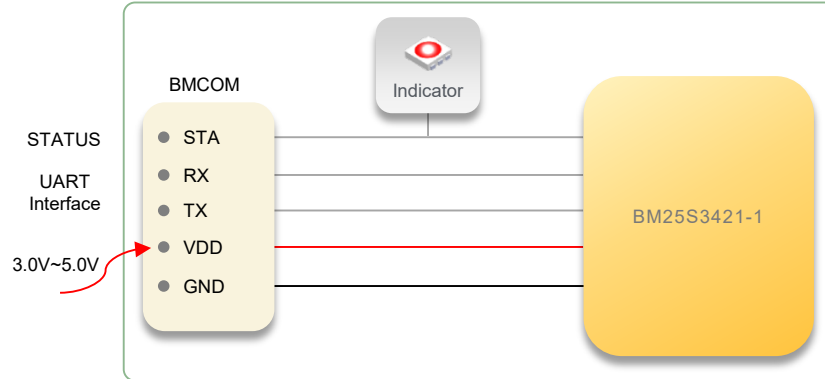 Indicator
BMCOM
STATUS
STA
UART
Interface
RX
TX
BM25S3421-1
3.0V~5.0V
VDD
GND